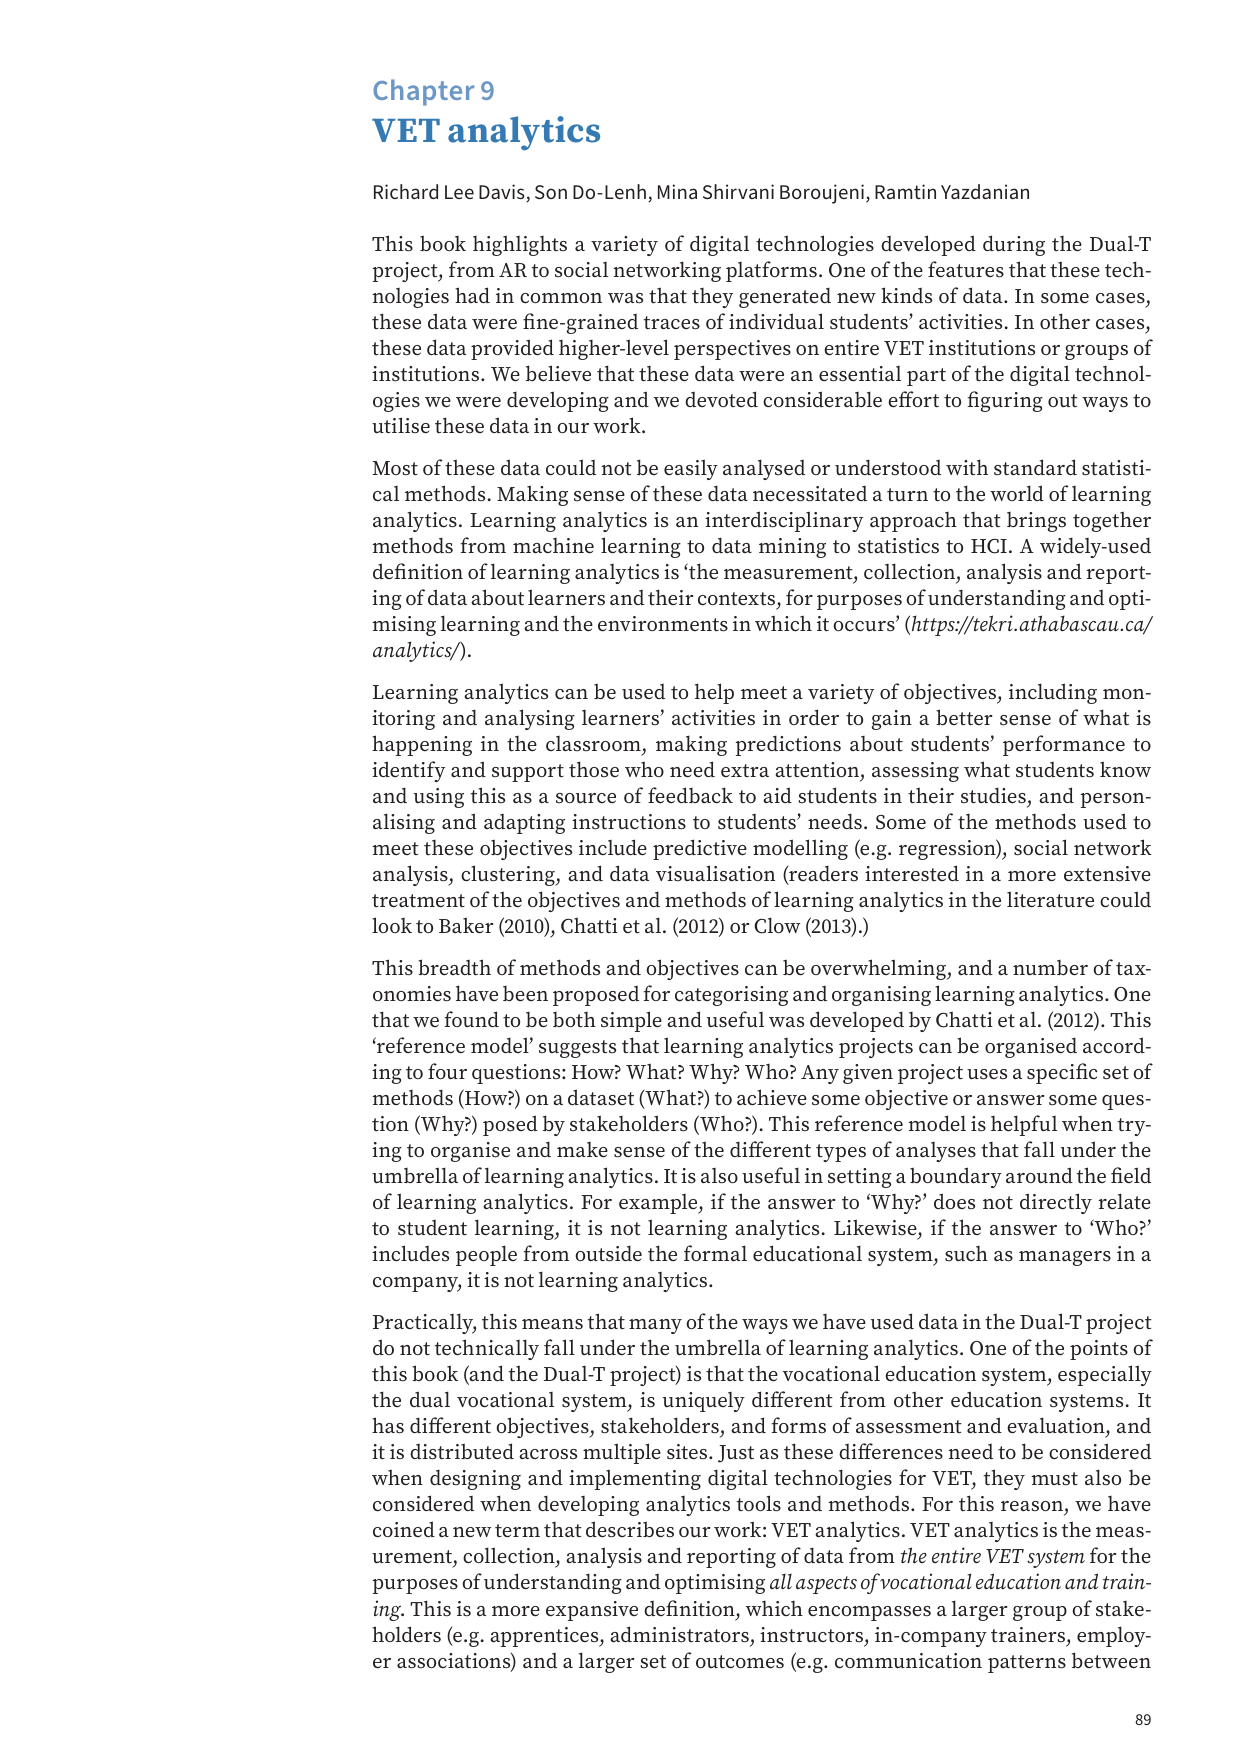 Chapter 9
VET analytics
Richard Lee Davis, Son Do-Lenh, Mina Shirvani Boroujeni, Ramtin Yazdanian
This book highlights a variety of digital technologies developed during the Dual-T
project, from AR to social networking platforms. One of the features that these tech-
nologies had in common was that they generated new kinds of data. In some cases,
these data were fine-grained traces of individual students’ activities. In other cases,
these data provided higher-level perspectives on entire VET institutions or groups of
institutions. We believe that these data were an essential part of the digital technol-
ogies we were developing and we devoted considerable effort to figuring out ways to
utilise these data in our work.
Most of these data could not be easily analysed or understood with standard statisti-
cal methods. Making sense of these data necessitated a turn to the world of learning
analytics. Learning analytics is an interdisciplinary approach that brings together
methods from machine learning to data mining to statistics to HCI. A widely-used
definition of learning analytics is ‘the measurement, collection, analysis and report-
ing of data about learners and their contexts, for purposes of understanding and opti-
mising learning and the environments in which it occurs’ (https://tekri.athabascau.ca/
analytics/).
Learning analytics can be used to help meet a variety of objectives, including mon-
itoring and analysing learners’ activities in order to gain a better sense of what is
happening in the classroom, making predictions about students’ performance to
identify and support those who need extra attention, assessing what students know
and using this as a source of feedback to aid students in their studies, and person-
alising and adapting instructions to students’ needs. Some of the methods used to
meet these objectives include predictive modelling (e.g. regression), social network
analysis, clustering, and data visualisation (readers interested in a more extensive
treatment of the objectives and methods of learning analytics in the literature could
look to Baker (2010), Chatti et al. (2012) or Clow (2013).)
This breadth of methods and objectives can be overwhelming, and a number of tax-
onomies have been proposed for categorising and organising learning analytics. One
that we found to be both simple and useful was developed by Chatti et al. (2012). This
‘reference model’ suggests that learning analytics projects can be organised accord-
ing to four questions: How? What? Why? Who? Any given project uses a specific set of
methods (How?) on a dataset (What?) to achieve some objective or answer some ques-
tion (Why?) posed by stakeholders (Who?). This reference model is helpful when try-
ing to organise and make sense of the different types of analyses that fall under the
umbrella of learning analytics. It is also useful in setting a boundary around the field
of learning analytics. For example, if the answer to ‘Why?’ does not directly relate
to student learning, it is not learning analytics. Likewise, if the answer to ‘Who?’
includes people from outside the formal educational system, such as managers in a
company, it is not learning analytics.
Practically, this means that many of the ways we have used data in the Dual-T project
do not technically fall under the umbrella of learning analytics. One of the points of
this book (and the Dual-T project) is that the vocational education system, especially
the dual vocational system, is uniquely different from other education systems. It
has different objectives, stakeholders, and forms of assessment and evaluation, and
it is distributed across multiple sites. Just as these differences need to be considered
when designing and implementing digital technologies for VET, they must also be
considered when developing analytics tools and methods. For this reason, we have
coined a new term that describes our work: VET analytics. VET analytics is the meas-
urement, collection, analysis and reporting of data from the entire VET system for the
purposes of understanding and optimising all aspects of vocational education and train-
ing. This is a more expansive definition, which encompasses a larger group of stake-
holders (e.g. apprentices, administrators, instructors, in-company trainers, employ-
er associations) and a larger set of outcomes (e.g. communication patterns between
89